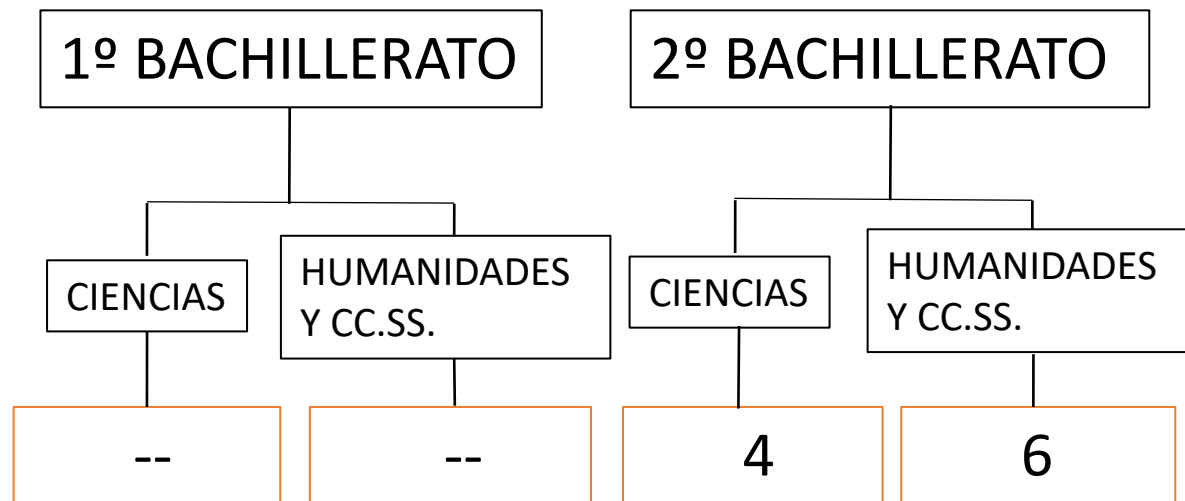 1º BACHILLERATO
2º BACHILLERATO
CIENCIAS
HUMANIDADES
Y CC.SS.
CIENCIAS
HUMANIDADES
Y CC.SS.
--
--
4
6